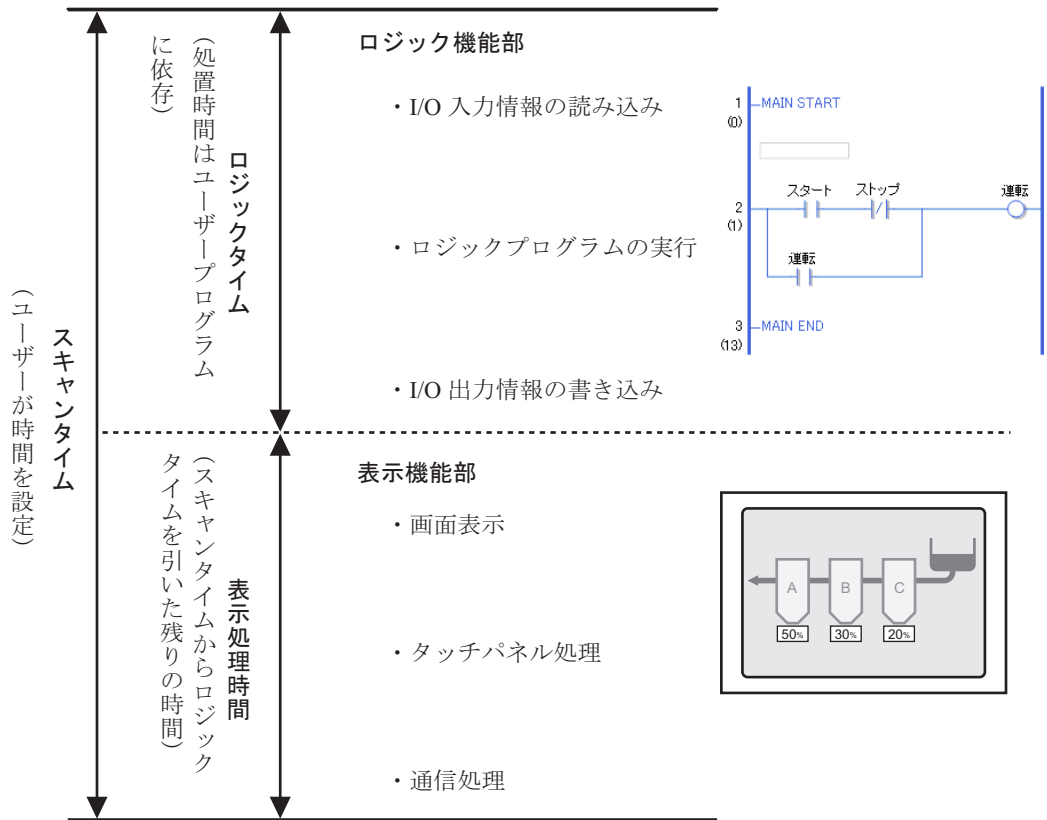 スキャンタイム
(ユーザーが時間を設定)
ロジックタイム
(処置時間はユーザープログラム
に依存)
ロジック機能部
・I/O 入力情報の読み込み
・ロジックプログラムの実行
・I/O 出力情報の書き込み
1
(0)
MAIN START
スタート
ストップ
運転
2
(1)
運転
3
(13)
MAIN END
表示処理時間
(スキャンタイムからロジック
タイムを引いた残りの時間)
表示機能部
・画面表示
・タッチパネル処理
・通信処理
A
B
C
50%
30%
20%